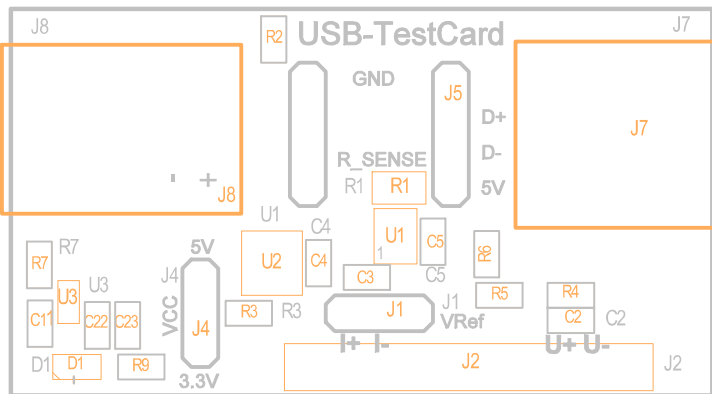 J8
R2
USB-TestCard
J7
GND
J5
D+
J7
D-
R_SENSE
- +
J8
R1
R1
5V
U1
C4
U1
C5
R7
R7
5V
U2
C4
1
C5
R6
U3
U3
J4
C3
R5
R4
C11
C22
C23
VCC
J4
R3
R3
J1
J1
VRef
C2
C2
I+ I-
U+ U-
D1
D1
R9
3.3V
J2
J2